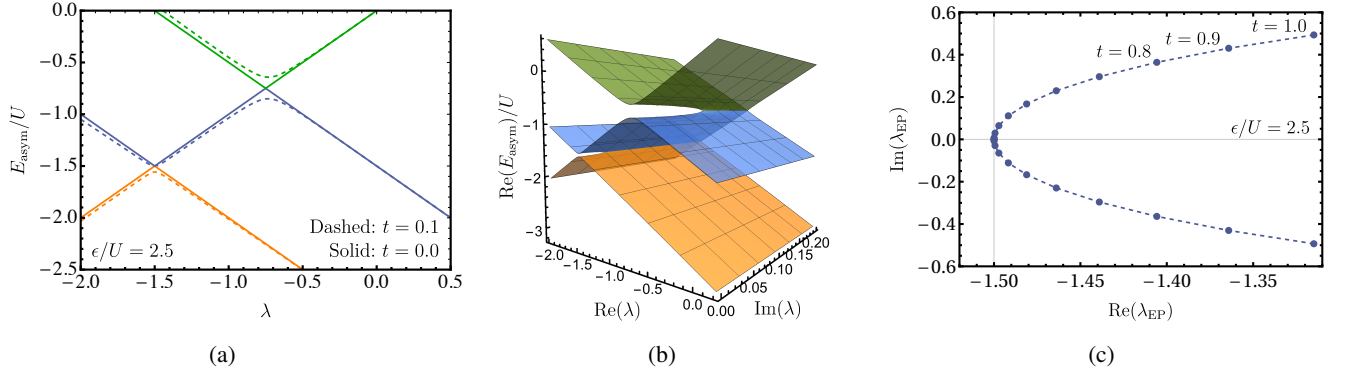 0.0
−0.5
−1.0
−1.5
−2.0
−2.5
E_asym/U
Dashed: t = 0.1
Solid: t = 0.0
ϵ/U = 2.5
−2.0 −1.5 −1.0 −0.5 0.0 0.5
λ
(a)
0
−1
−2
−3
Re(E_asym)/U
−2.0
−1.5
−1.0
−0.5
0.0
Re(λ)
0.00
0.05
0.10
0.15
0.20
Im(λ)
(b)
0.6
0.4
0.2
0.0
−0.2
−0.4
−0.6
Im(λ_EP)
t = 0.8
t = 0.9
t = 1.0
ϵ/U = 2.5
−1.50 −1.45 −1.40 −1.35
Re(λ_EP)
(c)